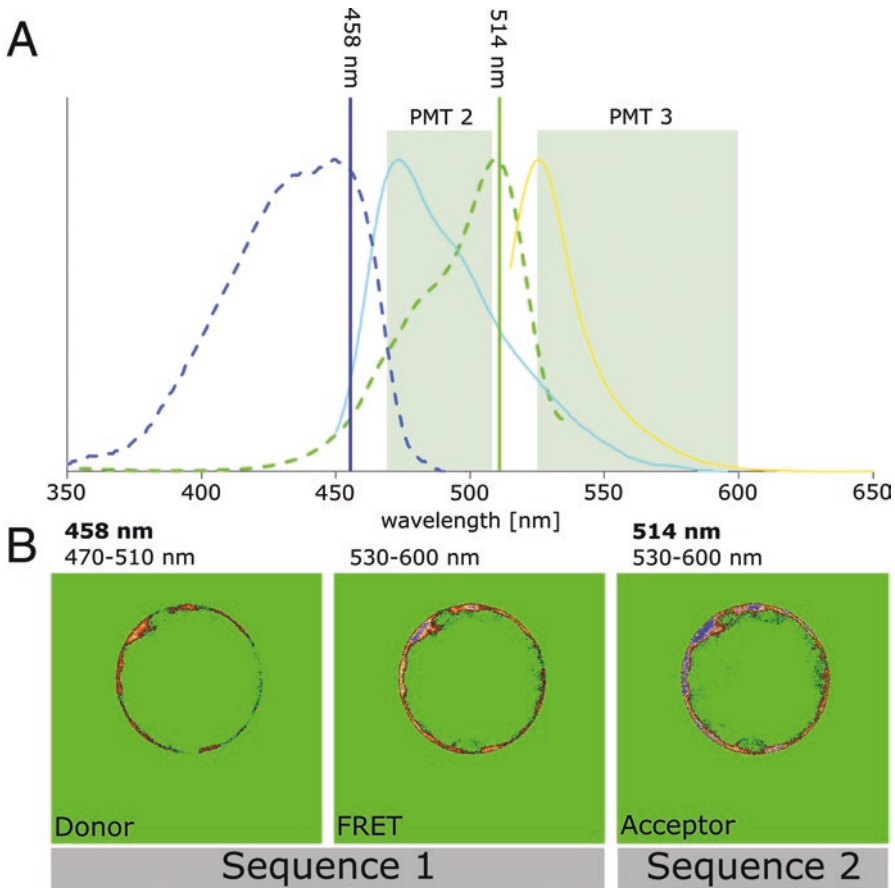 A
458 nm
514 nm
PMT 2
PMT 3
350 400 450 500 550 600 650
wavelength [nm]
B
458 nm
470-510 nm
530-600 nm
514 nm
530-600 nm
Donor
FRET
Acceptor
Sequence 1
Sequence 2